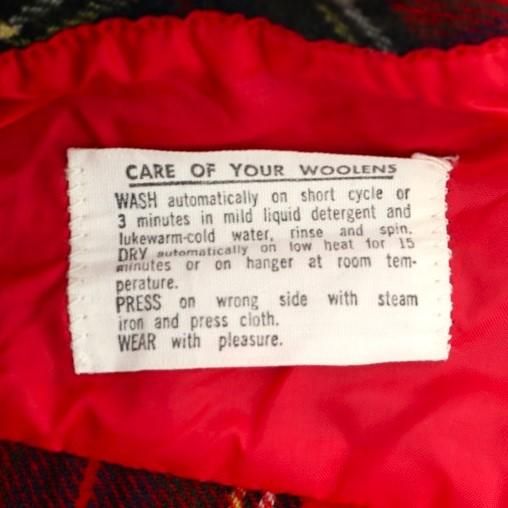 CARE OF YOUR WOOLENS
WASH automatically on short cycle or
3 minutes in mild liquid detergent and
lukewarm-cold water, rinse and spin.
DRY automatically on low heat for 15
minutes or on hanger at room tem-
perature.
PRESS on wrong side with steam
iron and press cloth.
WEAR with pleasure.